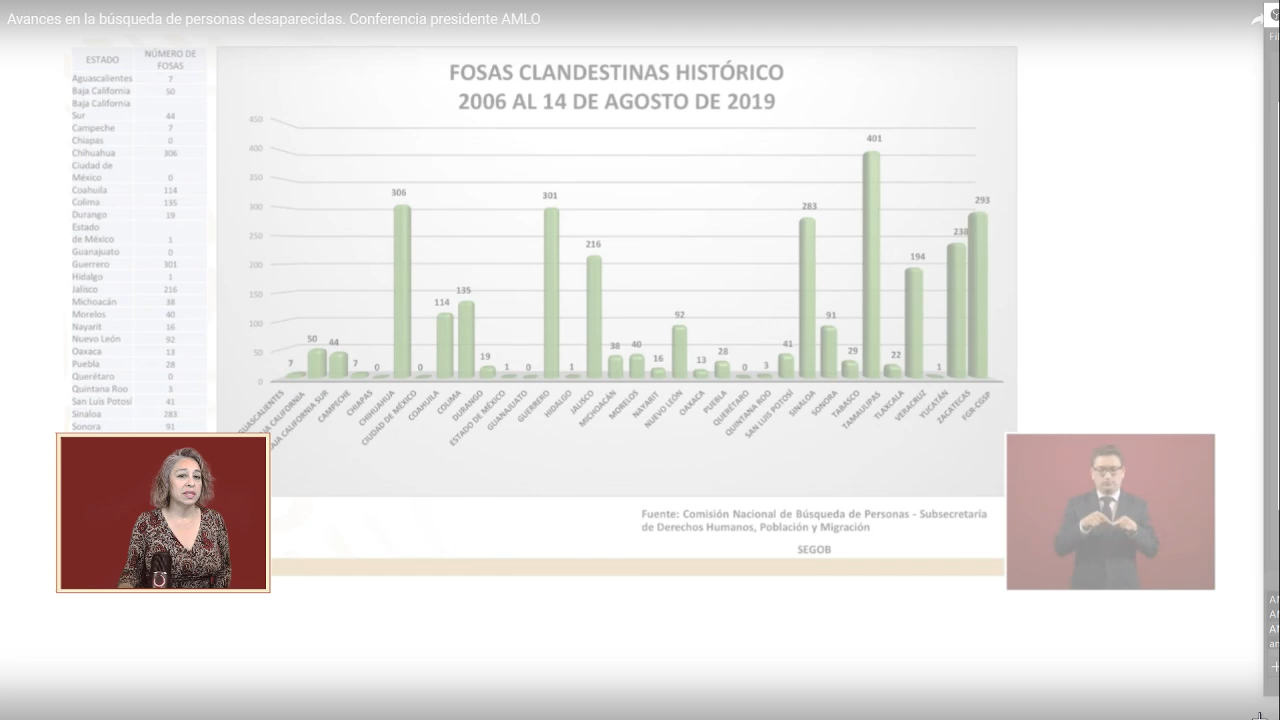 Avances en la búsqueda de personas desaparecidas. Conferencia presidente AMLO
ESTADO NÚMERO DE FOSAS
Aguascalientes 7
Baja California 50
Baja California
Sur 44
Campeche 7
Chiapas 0
Chihuahua 306
Ciudad de
México 0
Coahuila 114
Colima 135
Durango 19
Estado
de México 1
Guanajuato 0
Guerrero 301
Hidalgo 1
Jalisco 216
Michoacán 38
Morelos 40
Nayarit 16
Nuevo León 92
Oaxaca 13
Puebla 28
Querétaro 0
Quintana Roo 3
San Luis Potosí 41
Sinaloa 283
Sonora 91
FOSAS CLANDESTINAS HISTÓRICO
2006 AL 14 DE AGOSTO DE 2019
450
400
350
300
250
200
150
100
50
0
7 50 44 7 0 306 0 114 135 19 1 0 301 1 216 38 40 16 92 13 28 0 3 41 283 91 29 401 22 194 1 238 293
GUASCALIENTES
JA CALIFORNIA
AJA CALIFORNIA SUR
CAMPECHE
CHIAPAS
CHIHUAHUA
CIUDAD DE MÉXICO
COAHUILA
COLIMA
DURANGO
ESTADO DE MÉXICO
GUANAJUATO
GUERRERO
HIDALGO
JALISCO
MICHOACÁN
MORELOS
NAYARIT
NUEVO LEÓN
OAXACA
PUEBLA
QUERÉTARO
QUINTANA ROO
SAN LUIS POTOSÍ
SINALOA
SONORA
TABASCO
TAMAULIPAS
TLAXCALA
VERACRUZ
YUCATÁN
ZACATECAS
FGR-CGSP
Fuente: Comisión Nacional de Búsqueda de Personas - Subsecretaría
de Derechos Humanos, Población y Migración
SEGOB